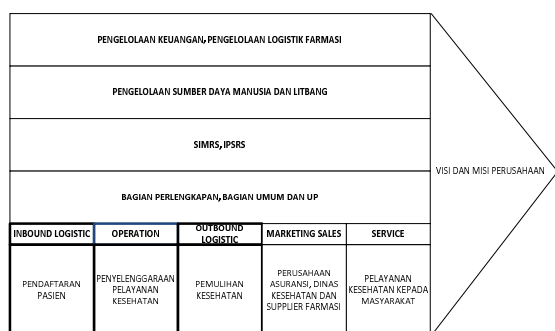 PENGELOLAAN KEUANGAN,PENGELOLAAN LOGISTIK FARMASI
PENGELOLAAN SUMBER DAYA MANUSIA DAN LITBANG
SIMRS, IPSRS
BAGIAN PERLENGKAPAN, BAGIAN UMUM DAN UP
VISI DAN MISI PERUSAHAAN
INBOUND LOGISTIC
OPERATION
OUTBOUND
LOGISTIC
MARKETING SALES
SERVICE
PENDAFTARAN
PASIEN
PENYELENGGARAAN
PELAYANAN
KESEHATAN
PEMULIHAN
KESEHATAN
PERUSAHAAN
ASURANSI, DINAS
KESEHATAN DAN
SUPPLIER FARMASI
PELAYANAN
KESEHATAN KEPADA
MASYARAKAT